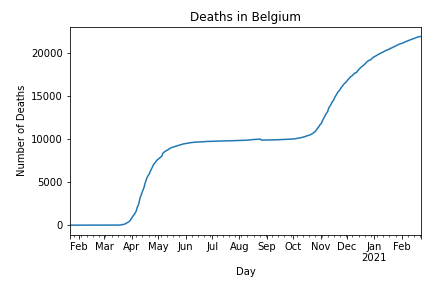 Deaths in Belgium
Number of Deaths
20000
15000
10000
5000
0
Feb Mar Apr May Jun Jul Aug Sep Oct Nov Dec Jan Feb
2021
Day